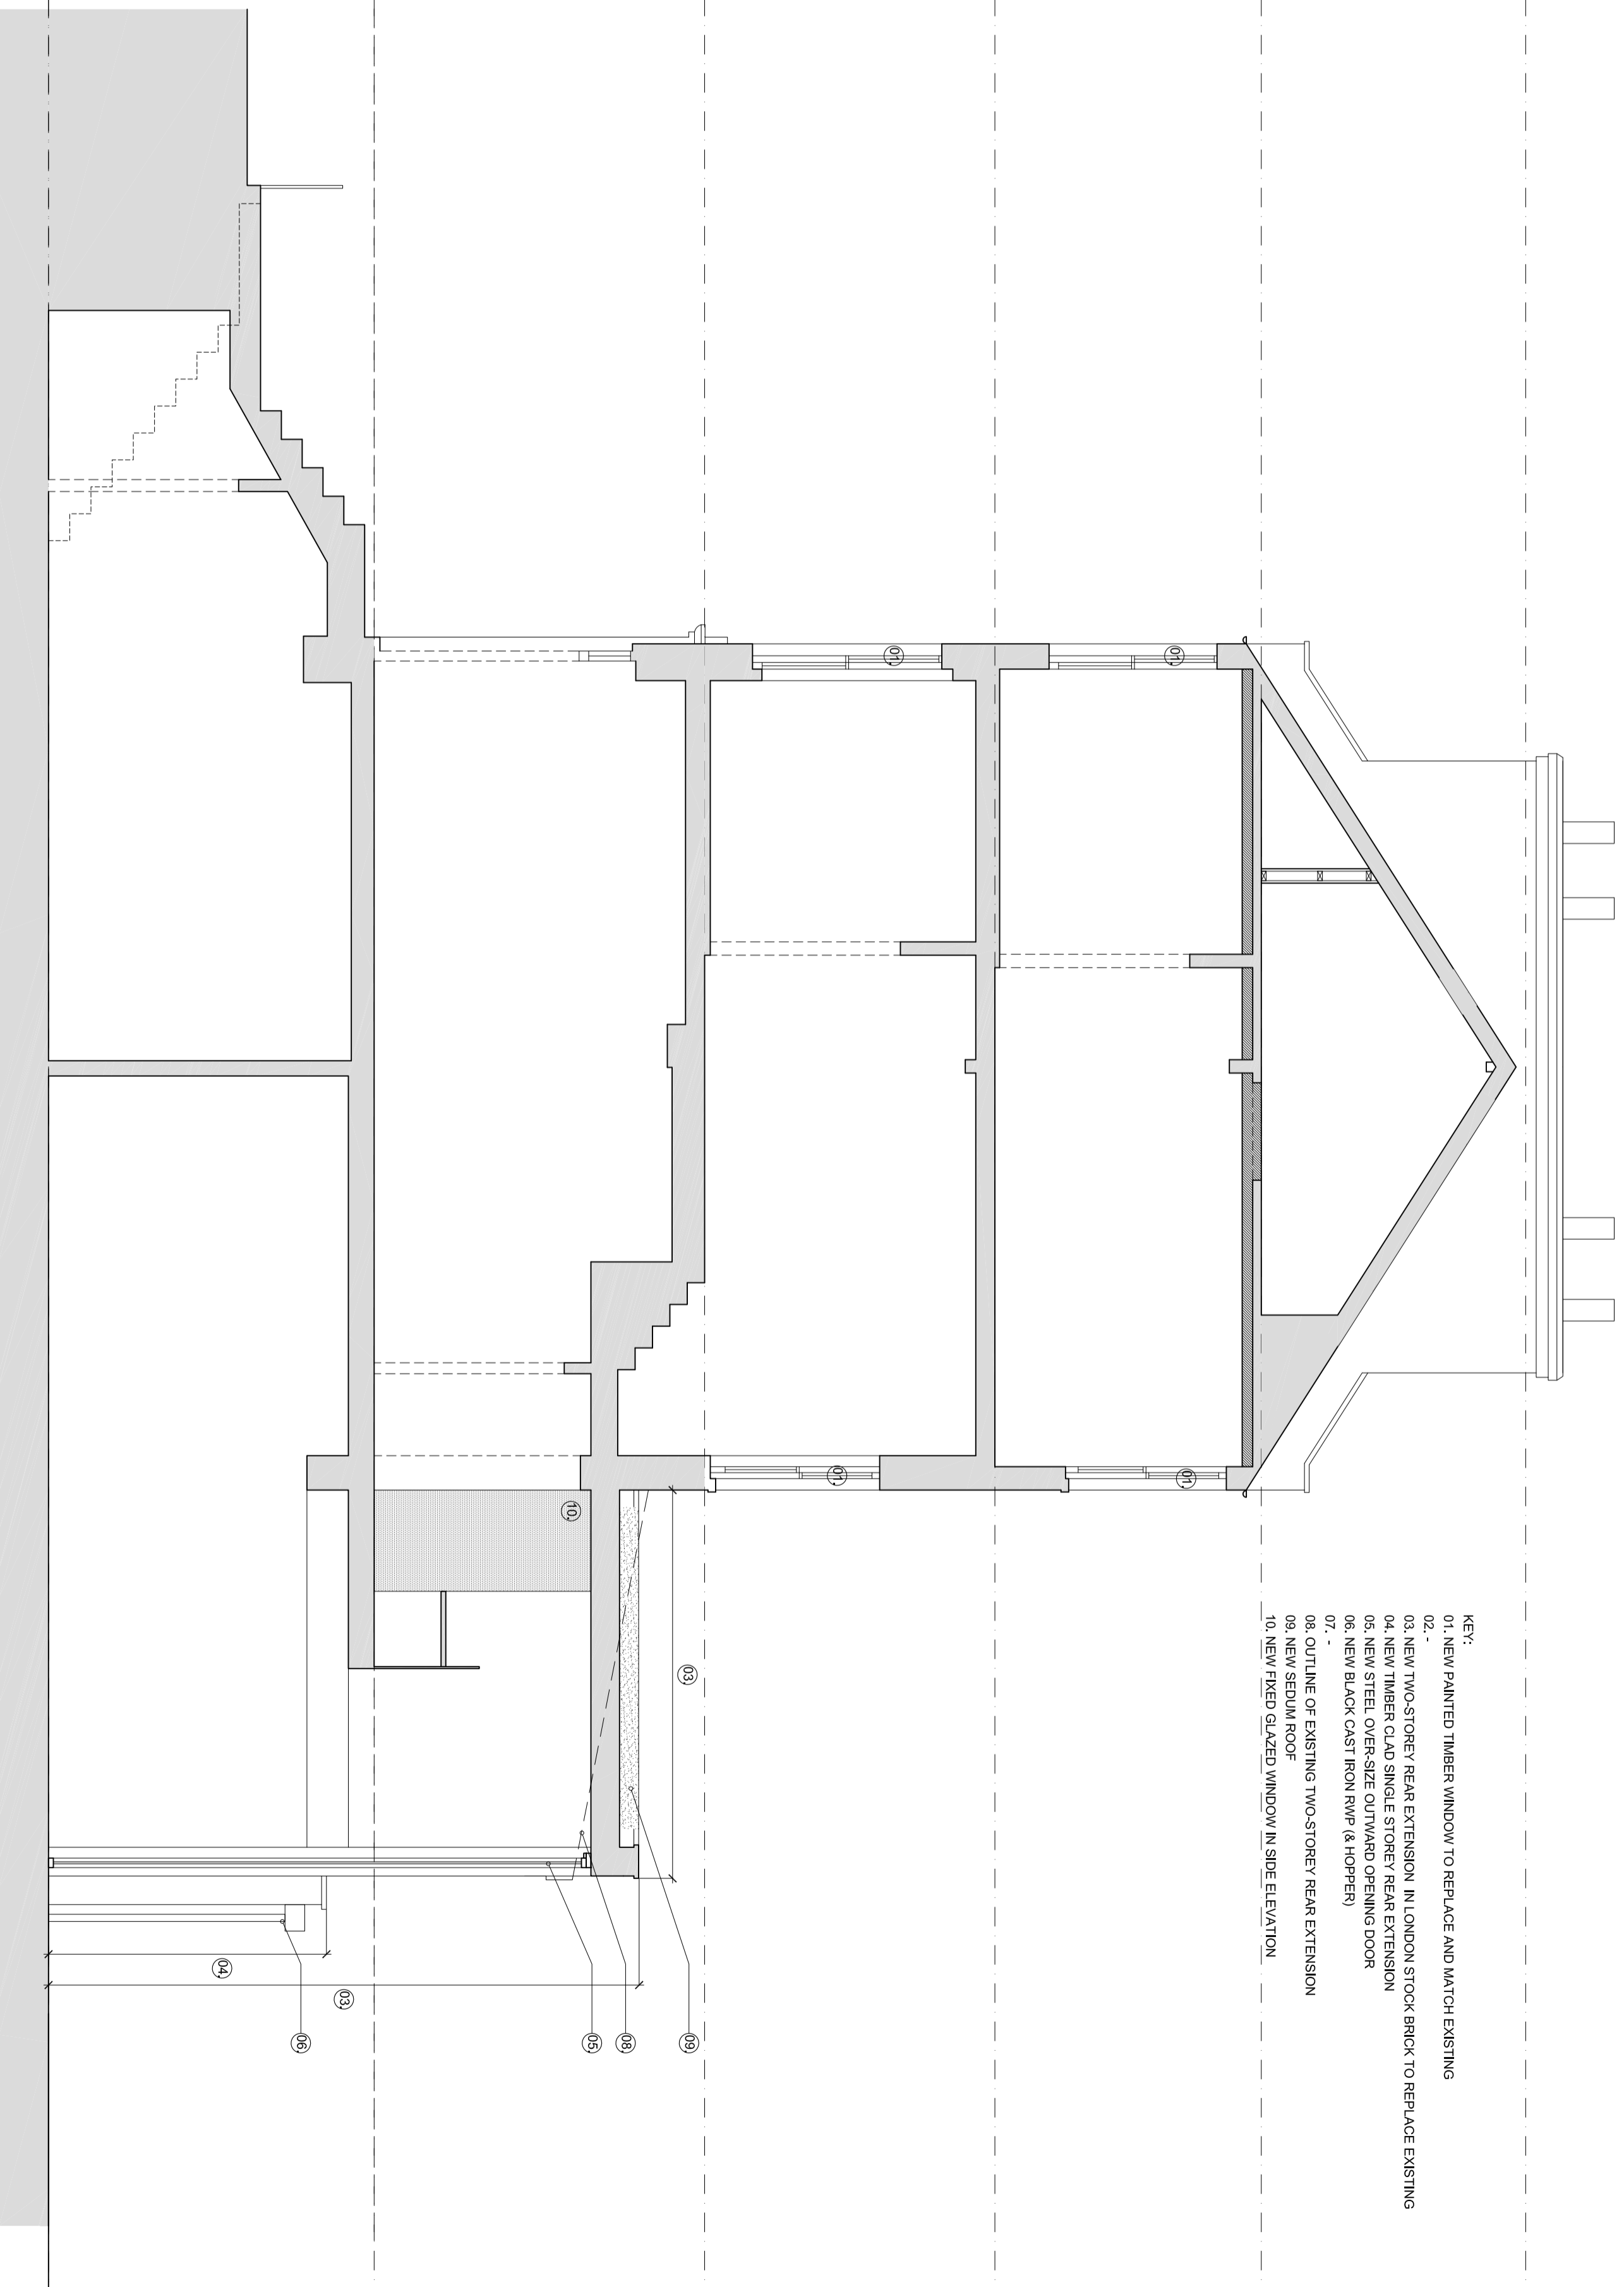 KEY:
01. NEW PAINTED TIMBER WINDOW TO REPLACE AND MATCH EXISTING
02. -
03. NEW TWO-STOREY REAR EXTENSION IN LONDON STOCK BRICK TO REPLACE EXISTING
04. NEW TIMBER CLAD SINGLE STOREY REAR EXTENSION
05. NEW STEEL OVER-SIZE OUTWARD OPENING DOOR
06. NEW BLACK CAST IRON RWP (& HOPPER)
07. -
08. OUTLINE OF EXISTING TWO-STOREY REAR EXTENSION
09. NEW SEDUM ROOF
10. NEW FIXED GLAZED WINDOW IN SIDE ELEVATION
01.
01.
01.
01.
03.
09.
08.
05.
10.
03.
06.
04.